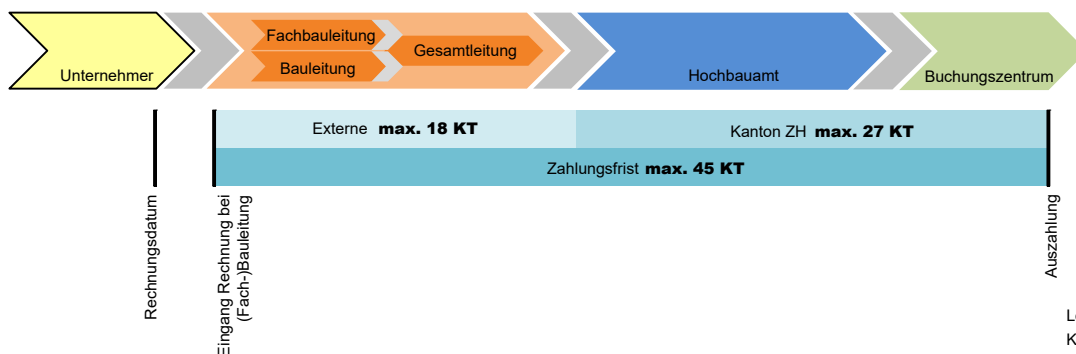 Unternehmer
Fachbauleitung
Bauleitung
Gesamtleitung
Hochbauamt
Buchungszentrum
Externe max. 18 KT
Kanton ZH max. 27 KT
Zahlungsfrist max. 45 KT
Rechnungsdatum
Eingang Rechnung bei
(Fach-)Bauleitung
Auszahlung